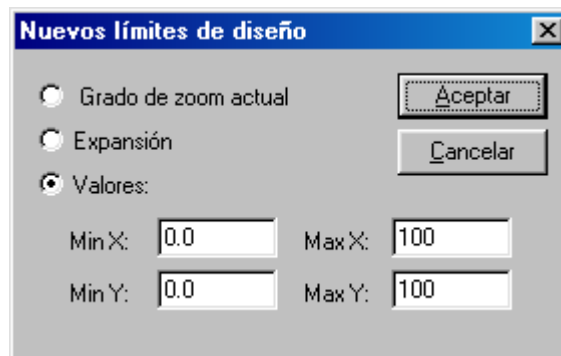 Nuevos límites de diseño
Grado de zoom actual
Aceptar
Expansión
Cancelar
Valores:
Min X: 0.0 Max X: 100
Min Y: 0.0 Max Y: 100